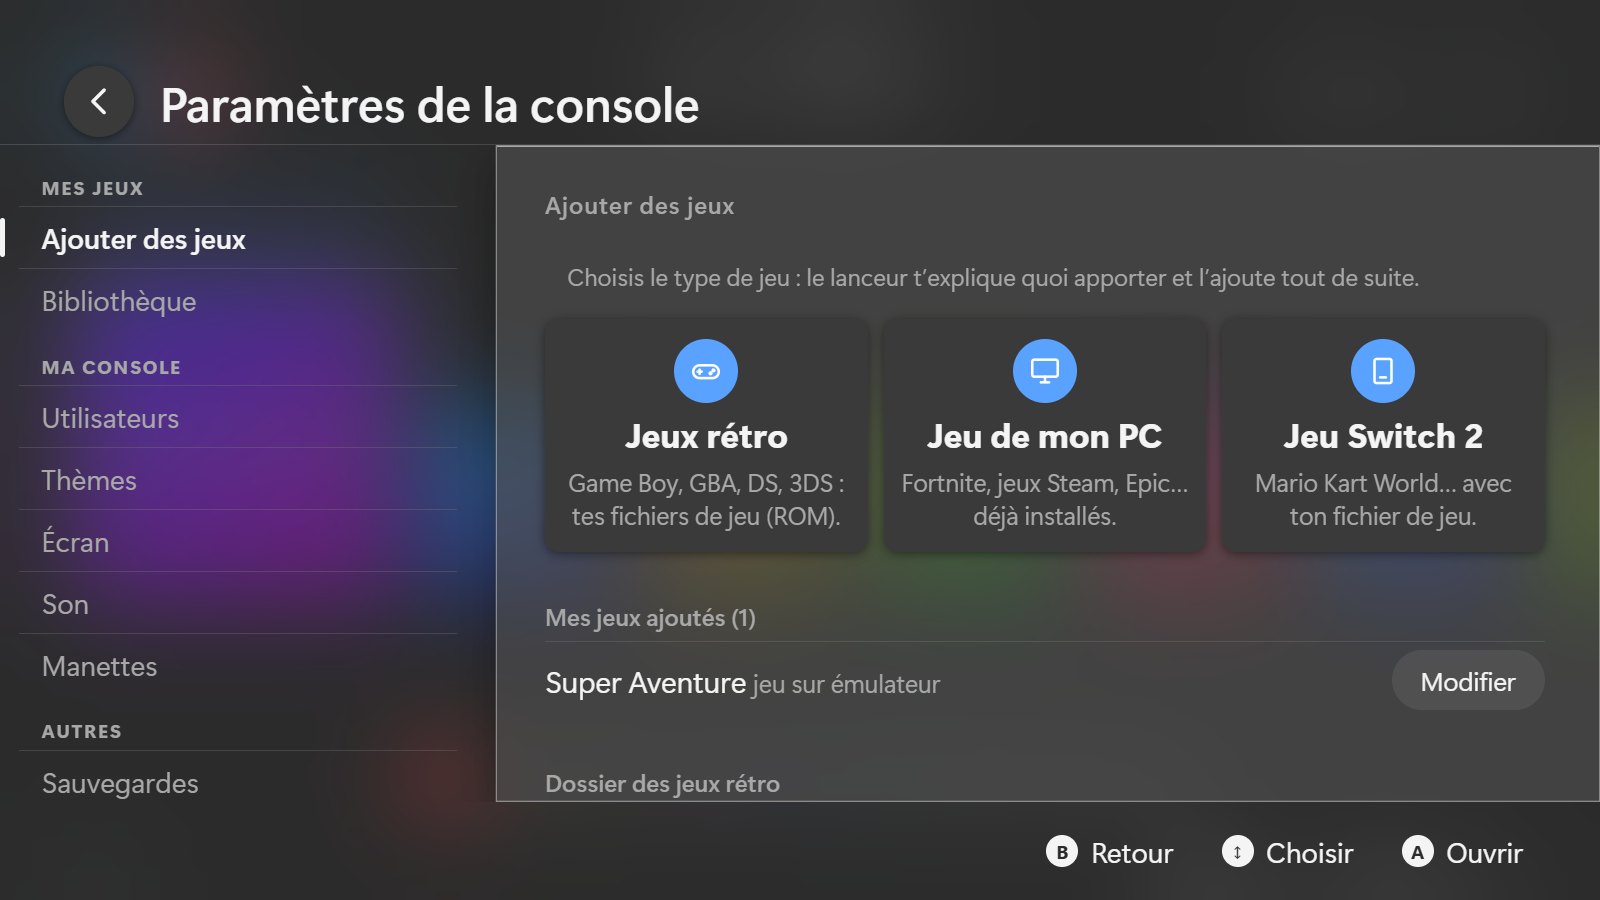 Paramètres de la console
MES JEUX
Ajouter des jeux
Bibliothèque
MA CONSOLE
Utilisateurs
Thèmes
Écran
Son
Manettes
AUTRES
Sauvegardes
Ajouter des jeux
Choisis le type de jeu : le lanceur t’explique quoi apporter et l’ajoute tout de suite.
Jeux rétro
Game Boy, GBA, DS, 3DS :
tes fichiers de jeu (ROM).
Jeu de mon PC
Fortnite, jeux Steam, Epic…
déjà installés.
Jeu Switch 2
Mario Kart World… avec
ton fichier de jeu.
Mes jeux ajoutés (1)
Super Aventure jeu sur émulateur
Modifier
Dossier des jeux rétro
B Retour
↕ Choisir
A Ouvrir